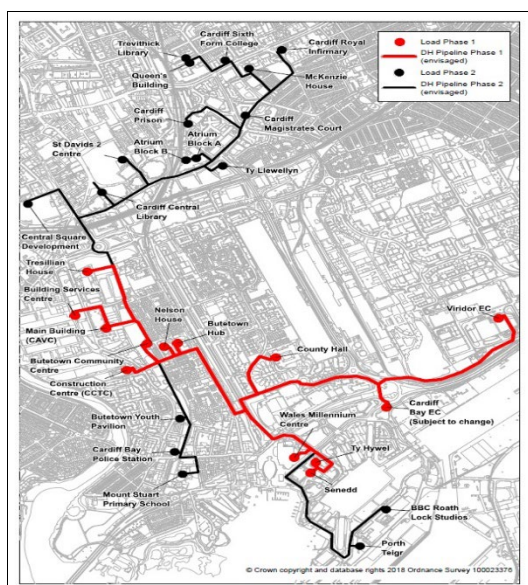 Trevithick
Library
Cardiff Sixth
Form College
Cardiff Royal
Infirmary
Load Phase 1
DH Pipeline Phase 1
(envisaged)
Load Phase 2
DH Pipeline Phase 2
(envisaged)
Queen's
Building
McKenzie
House
Cardiff
Prison
Cardiff
Magistrates Court
St Davids 2
Centre
Atrium
Block B
Atrium
Block A
Ty Llewellyn
Cardiff Central
Library
Central Square
Development
Tresillian
House
Building Services
Centre
Nelson
House
Butetown
Hub
Viridor EC
Main Building
(CAVC)
County Hall
Butetown Community
Centre
Construction
Centre (CCTC)
Wales Millennium
Centre
Cardiff
Bay EC
(Subject to change)
Butetown Youth
Pavilion
Ty Hywel
Cardiff Bay
Police Station
Senedd
Mount Stuart
Primary School
BBC Roath
Lock Studios
Porth
Teigr
© Crown copyright and database rights 2018 Ordnance Survey 100023376